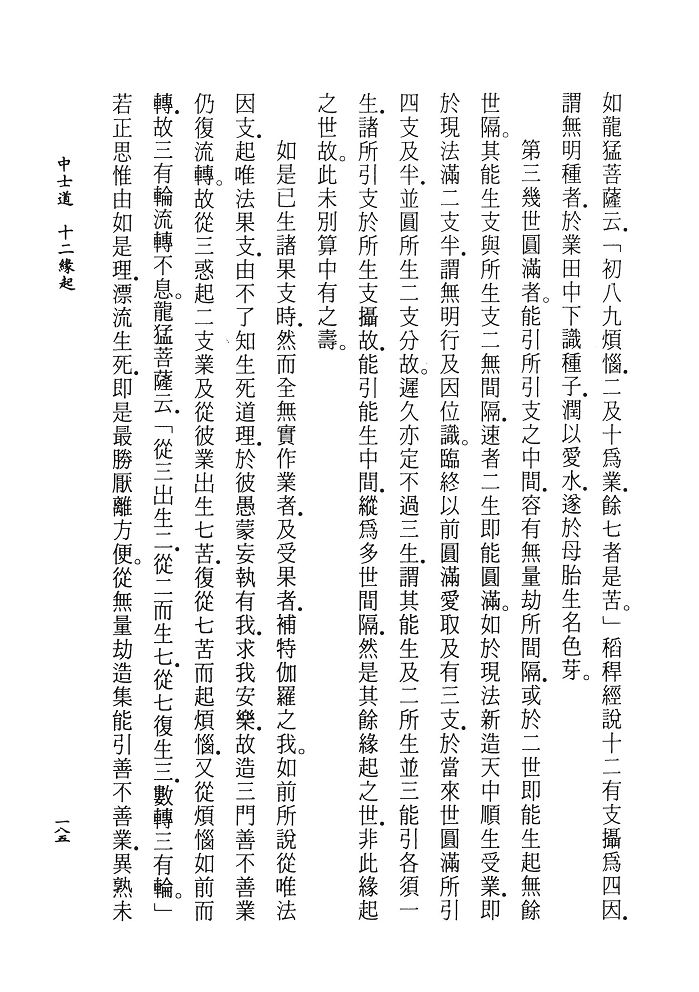 如龍猛菩薩云．「初八九煩惱．二及十爲業．餘七者是苦。」稻稈經說十二有支攝爲四因．
謂無明種者．於業田中下識種子．潤以愛水．遂於母胎生名色芽。
第三幾世圓滿者。能引所引支之中間．容有無量劫所間隔．或於二世即能生起無餘
世隔。其能生支與所生支二無間隔．速者二生即能圓滿。如於現法新造天中順生受業．即
於現法滿二支半．謂無明行及因位識。臨終以前圓滿愛取及有三支．於當來世圓滿所引
四支及半．並圓所生二支分故。遲久亦定不過三生．謂其能生及二所生並三能引各須一
生．諸所引支於所生支攝故．能引能生中間．縱爲多世間隔．然是其餘緣起之世．非此緣起
之世故。此未別算中有之壽。
如是已生諸果支時．然而全無實作業者．及受果者．補特伽羅之我。如前所說從唯法
因支．起唯法果支．由不了知生死道理．於彼愚蒙妄執有我．求我安樂．故造三門善不善業
仍復流轉。故從三惑起二支業及從彼業出生七苦．復從七苦而起煩惱．又從煩惱如前而
轉．故三有輪流轉不息。龍猛菩薩云．「從三出生二．從二而生七．從七復生三．數轉三有輪。」
若正思惟由如是理．漂流生死．即是最勝厭離方便。從無量劫造集能引善不善業．異熟未
中士道　十二緣起
一八五